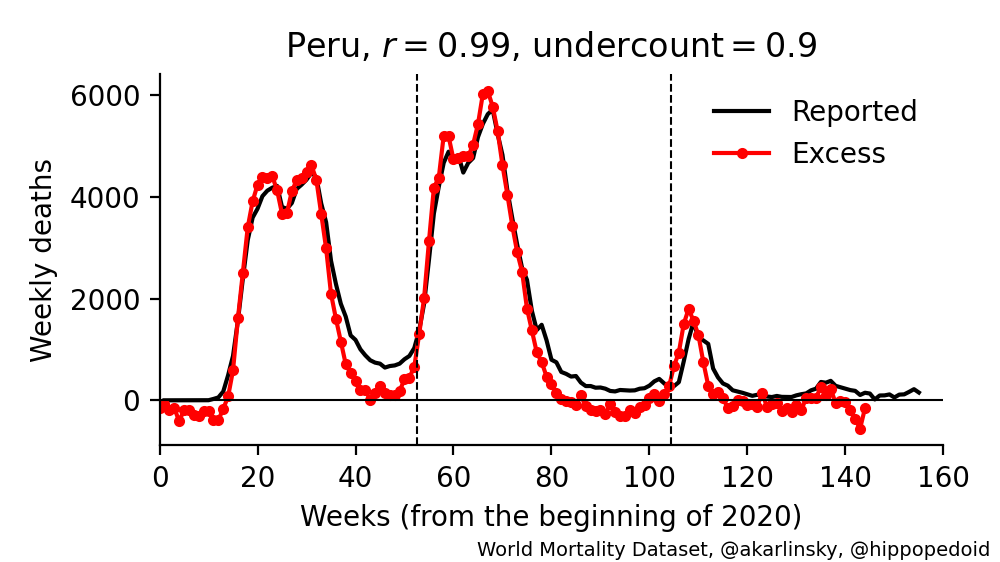 Peru, r = 0.99, undercount = 0.9
Weekly deaths
6000
4000
2000
0
Reported
Excess
0 20 40 60 80 100 120 140 160
Weeks (from the beginning of 2020)
World Mortality Dataset, @akarlinsky, @hippopedoid